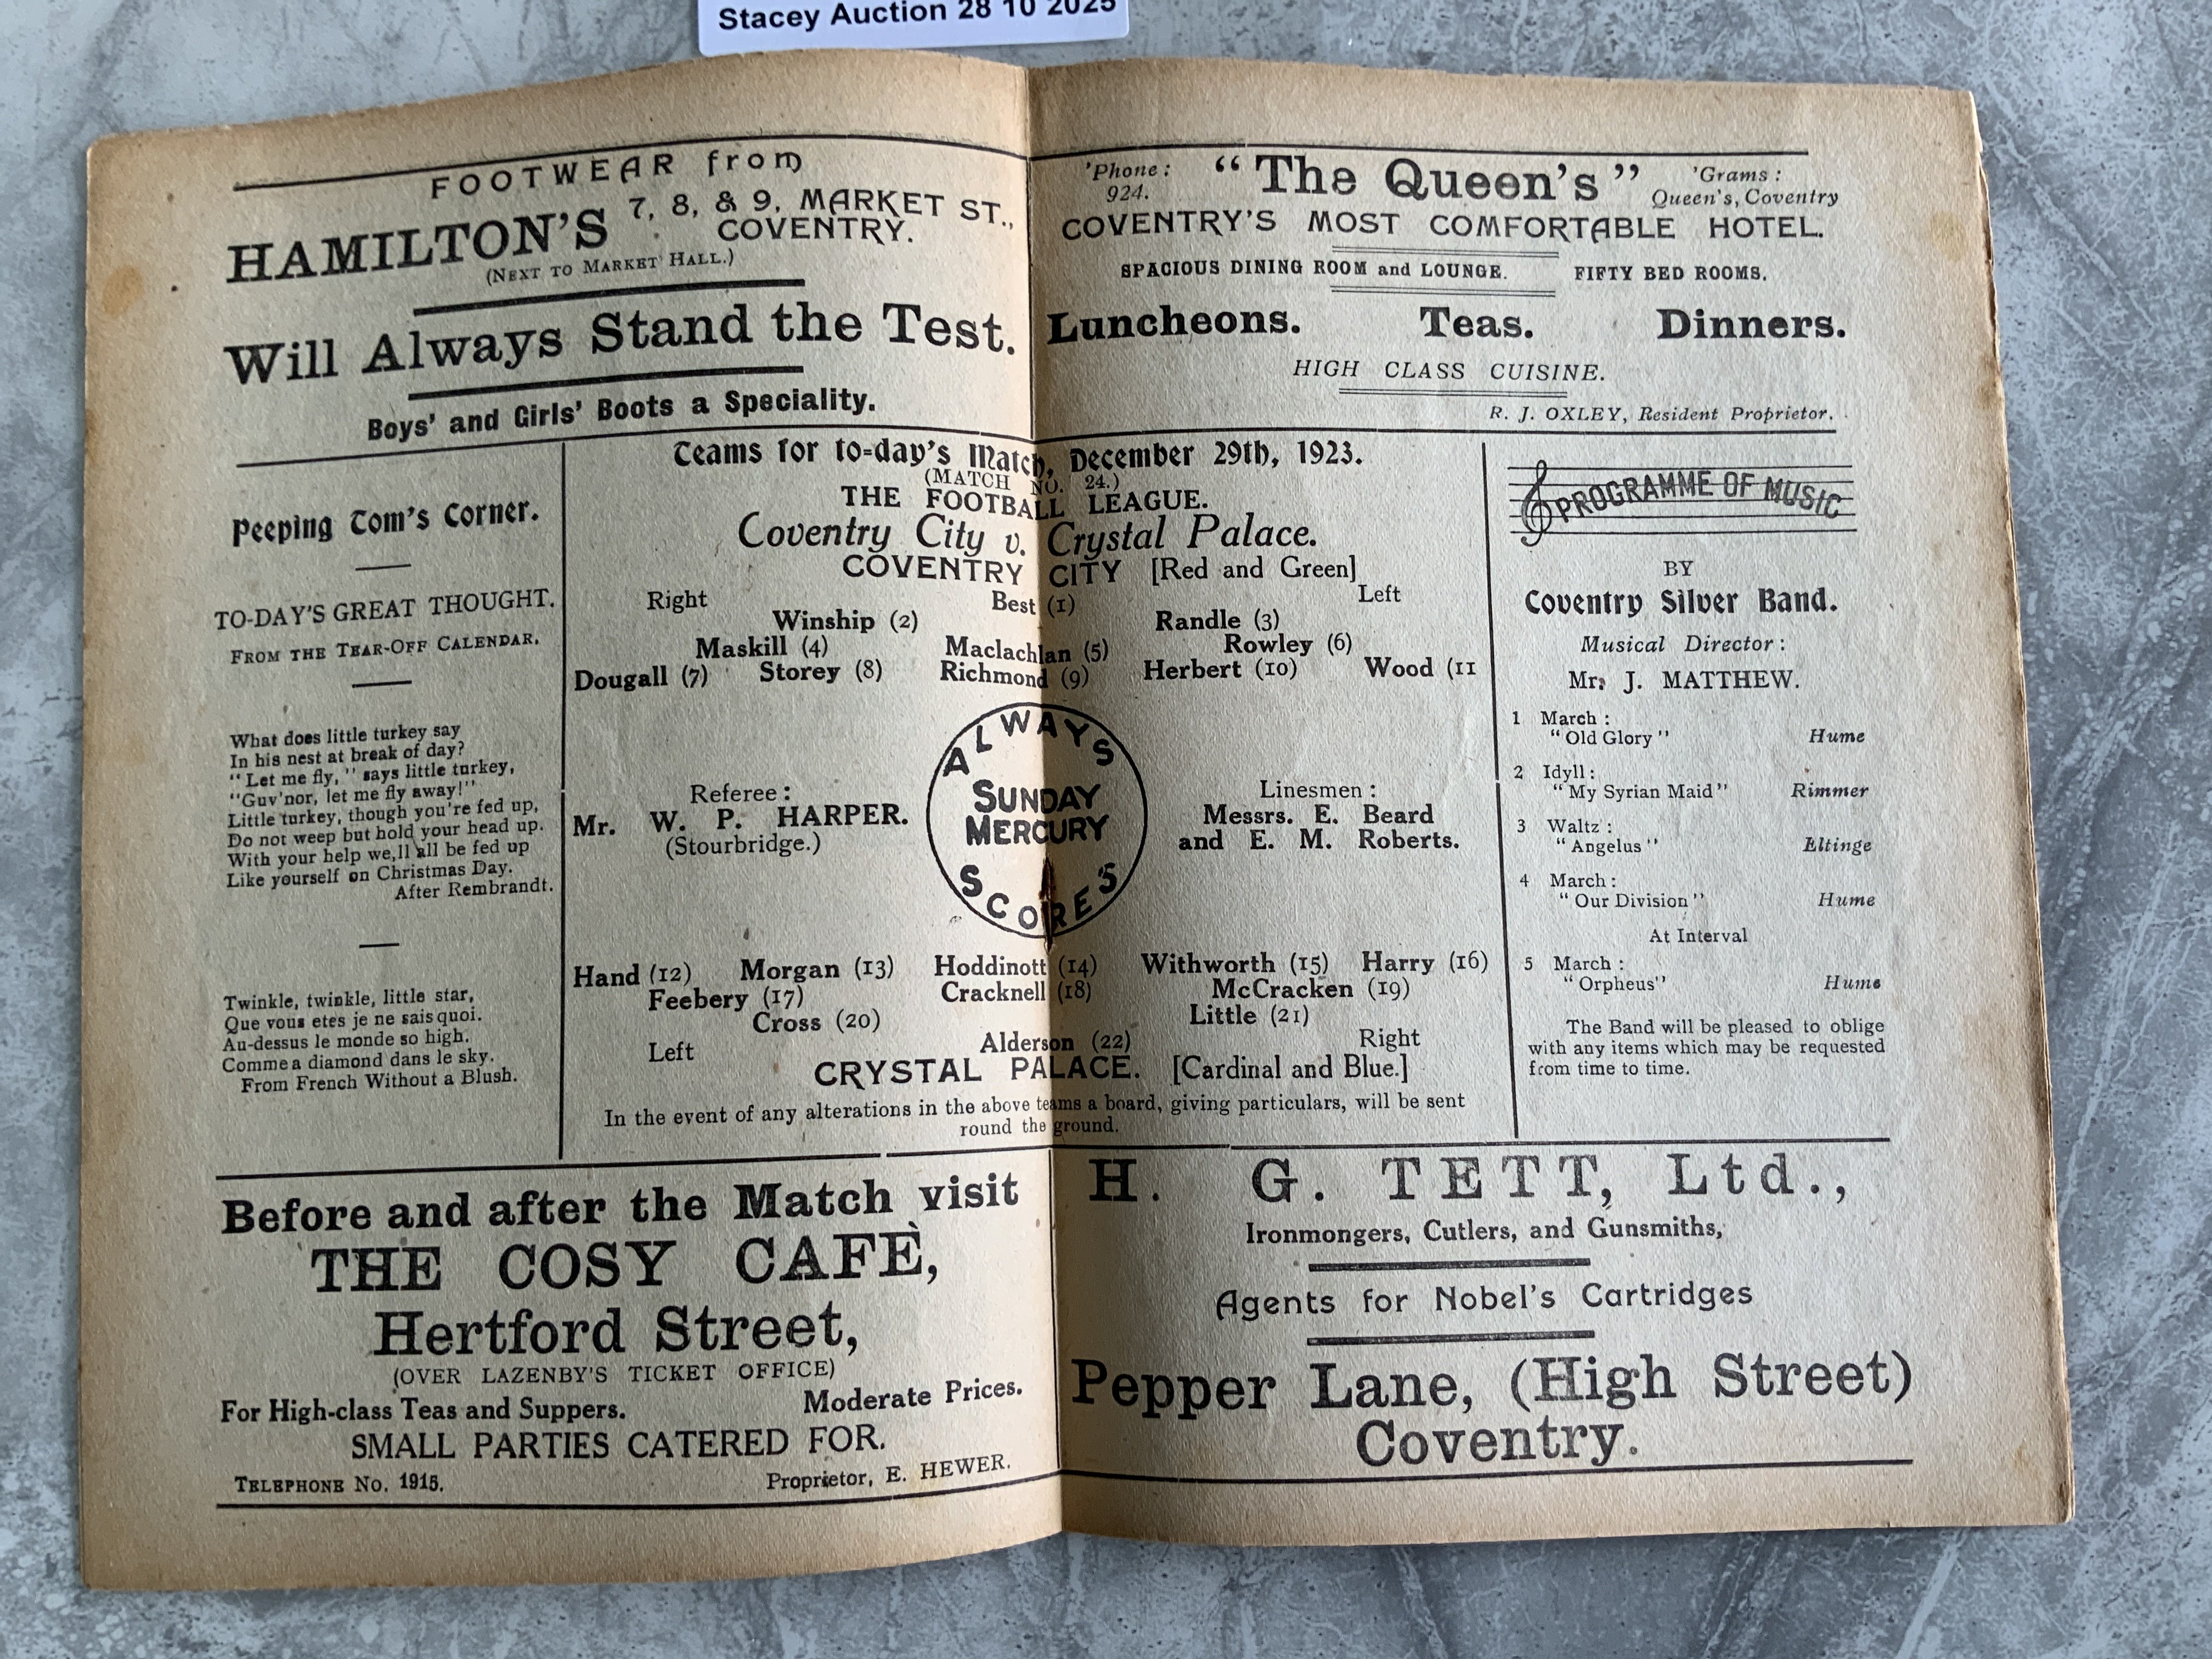 Stacey Auction 28 10 2025
FOOTWEAR from
HAMILTON'S 7, 8, & 9, MARKET ST.,
COVENTRY.
(NEXT TO MARKET HALL.)
Will Always Stand the Test.
Boys' and Girls' Boots a Speciality.
'Phone : 924. "The Queen's" 'Grams : Queen's, Coventry
COVENTRY'S MOST COMFORTABLE HOTEL.
SPACIOUS DINING ROOM and LOUNGE. FIFTY BED ROOMS.
Luncheons. Teas. Dinners.
HIGH CLASS CUISINE.
R. J. OXLEY, Resident Proprietor.
Peeping Tom's Corner.
TO-DAY'S GREAT THOUGHT.
FROM THE TEAR-OFF CALENDAR.
What does little turkey say
In his nest at break of day?
"Let me fly," says little turkey,
"Guv'nor, let me fly away!"
Little turkey, though you're fed up,
Do not weep but hold your head up.
With your help we,ll all be fed up
Like yourself on Christmas Day.
After Rembrandt.
Twinkle, twinkle, little star,
Que vous etes je ne sais quoi.
Au-dessus le monde so high.
Comme a diamond dans le sky.
From French Without a Blush.
Teams for to-day's Match, December 29th, 1923.
(MATCH NO. 24.)
THE FOOTBALL LEAGUE.
Coventry City v. Crystal Palace.
COVENTRY CITY [Red and Green]
Right Best (1) Left
Winship (2) Randle (3)
Maskill (4) Maclachlan (5) Rowley (6)
Dougall (7) Storey (8) Richmond (9) Herbert (10) Wood (11
Referee :
Mr. W. P. HARPER.
(Stourbridge.)
ALWAYS
SUNDAY
MERCURY
SCORES
Linesmen :
Messrs. E. Beard
and E. M. Roberts.
Hand (12) Morgan (13) Hoddinott (14) Withworth (15) Harry (16)
Feebery (17) Cracknell (18) McCracken (19)
Cross (20) Little (21)
Left Alderson (22) Right
CRYSTAL PALACE. [Cardinal and Blue.]
In the event of any alterations in the above teams a board, giving particulars, will be sent
round the ground.
PROGRAMME OF MUSIC
BY
Coventry Silver Band.
Musical Director :
Mr. J. MATTHEW.
1 March :
"Old Glory" Hume
2 Idyll :
"My Syrian Maid" Rimmer
3 Waltz :
"Angelus" Eltinge
4 March :
"Our Division" Hume
At Interval
5 March :
"Orpheus" Hume
The Band will be pleased to oblige
with any items which may be requested
from time to time.
Before and after the Match visit
THE COSY CAFÈ,
Hertford Street,
(OVER LAZENBY'S TICKET OFFICE)
For High-class Teas and Suppers. Moderate Prices.
SMALL PARTIES CATERED FOR.
TELEPHONE NO. 1915. Proprietor, E. HEWER.
H. G. TETT, Ltd.,
Ironmongers, Cutlers, and Gunsmiths,
Agents for Nobel's Cartridges
Pepper Lane, (High Street)
Coventry.